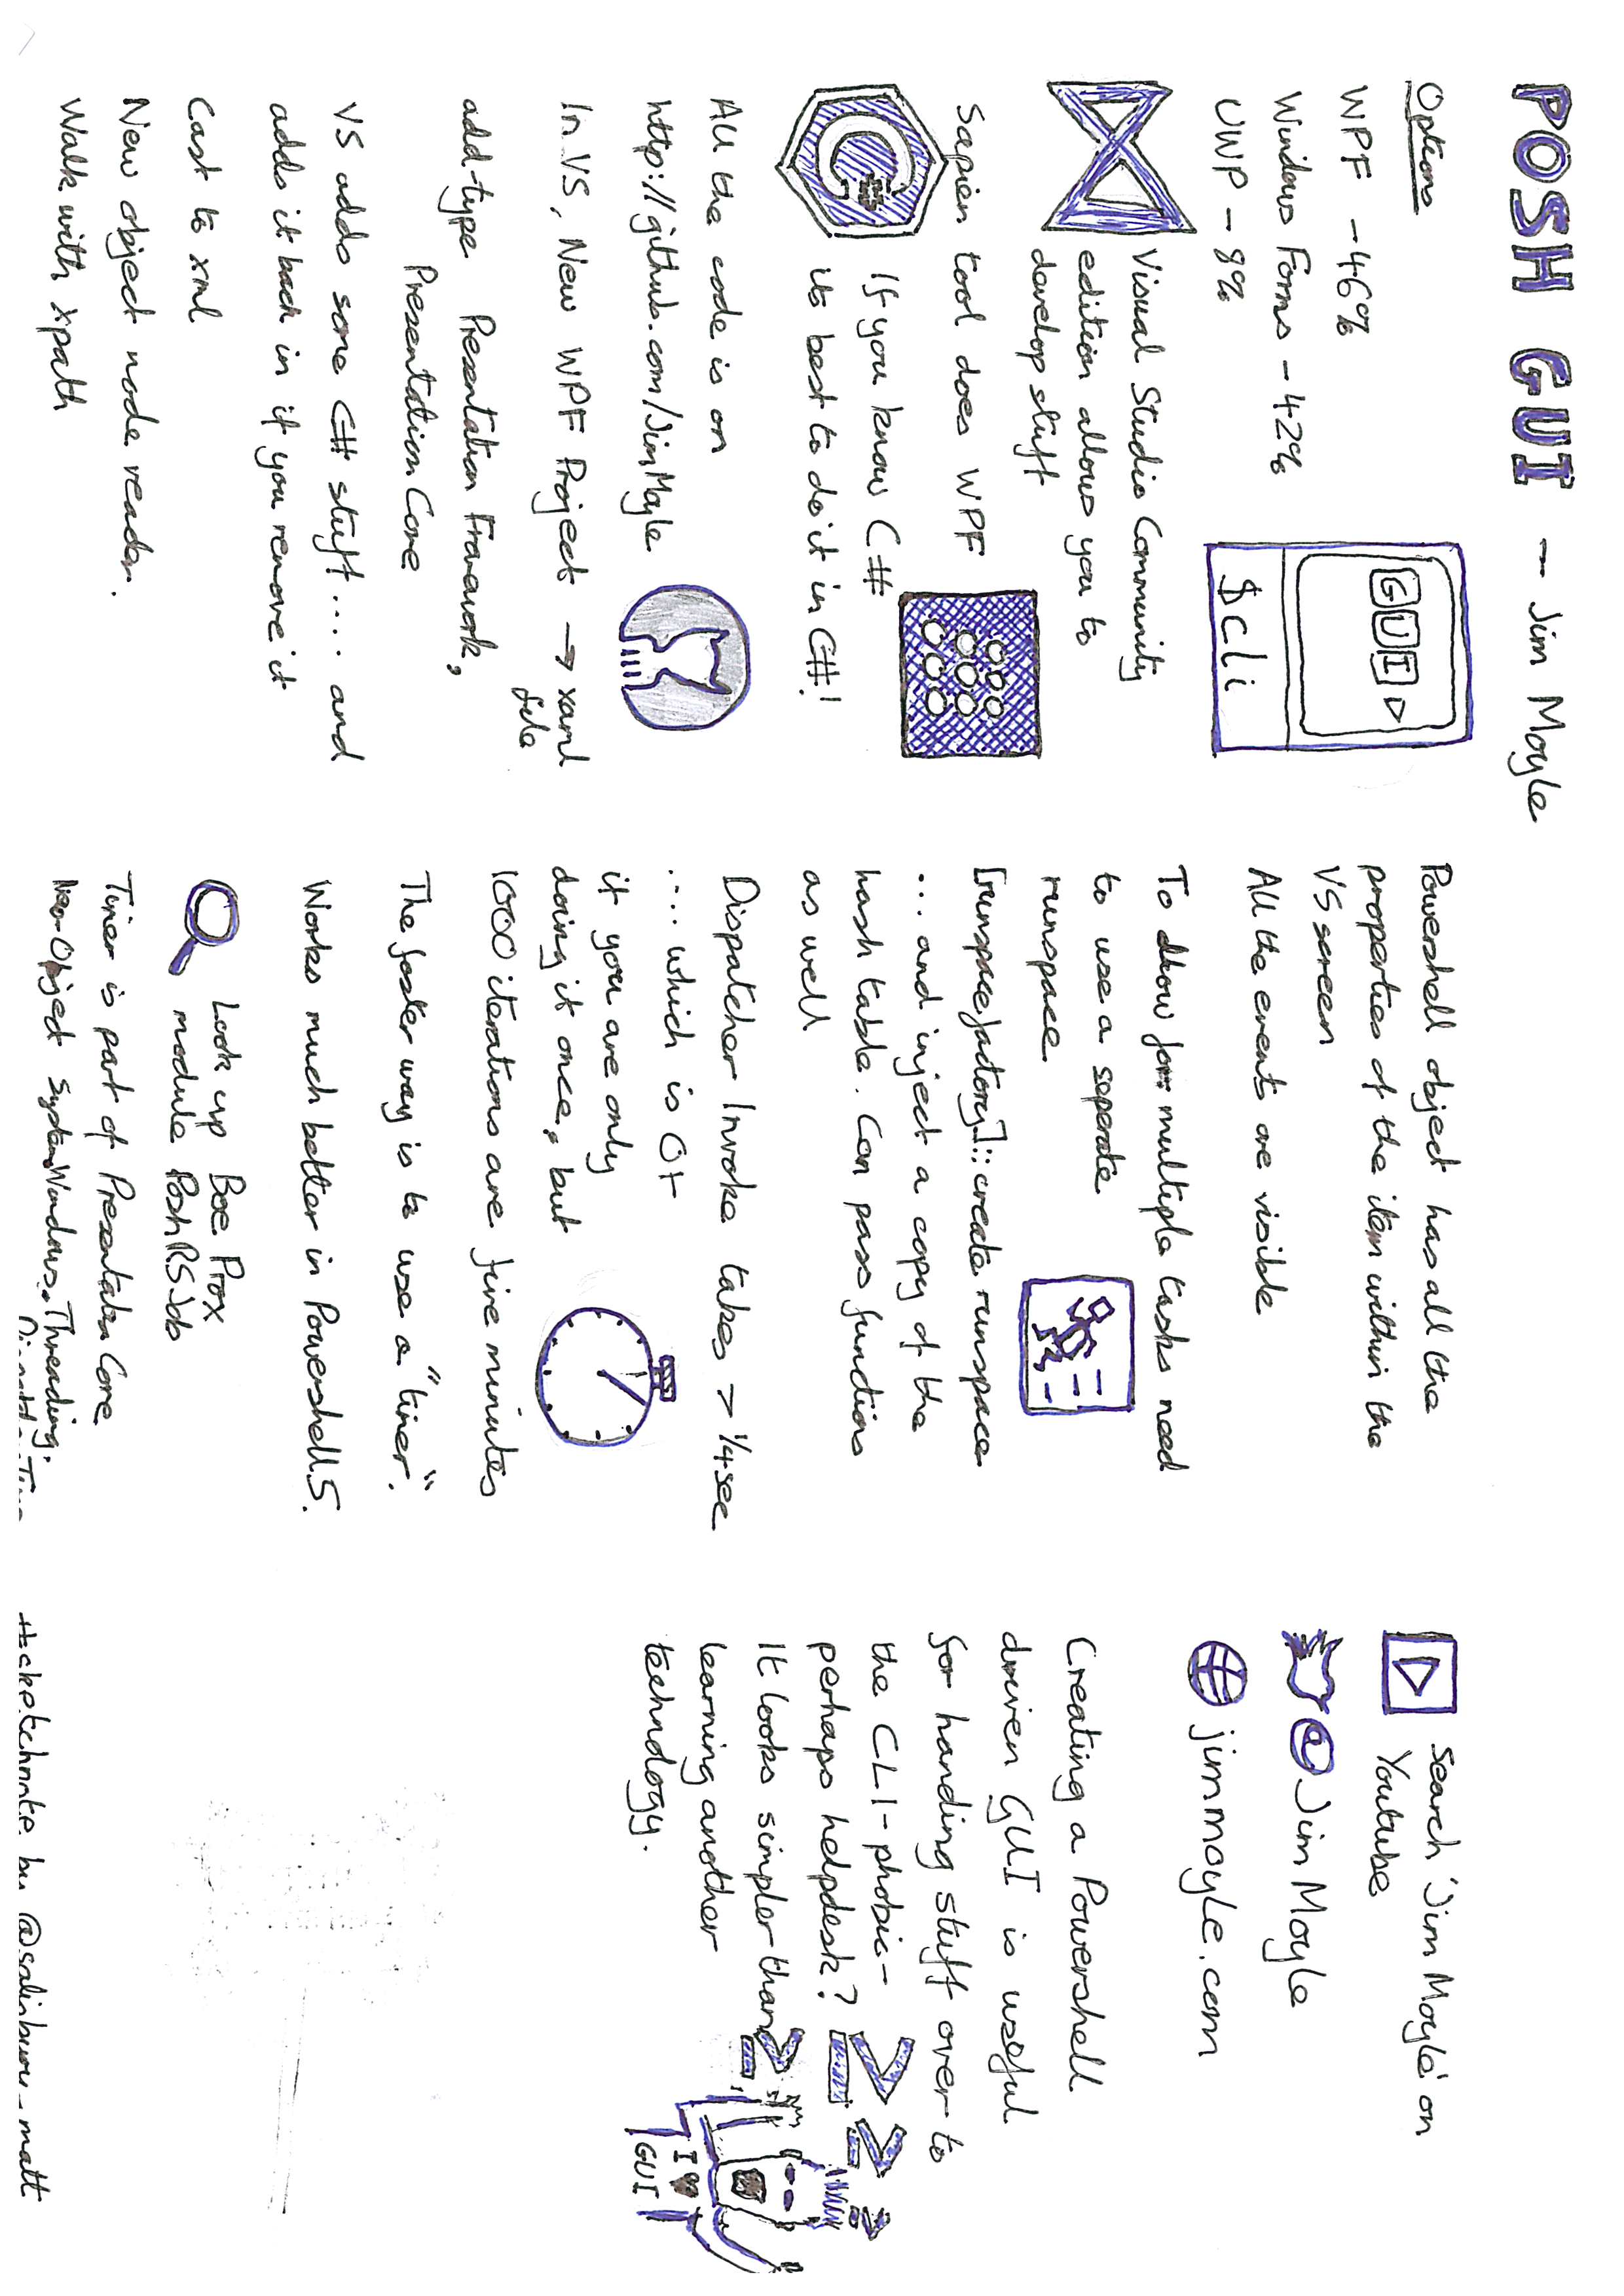 POSH GUI - Jim Moyle
Options
WPF - 46%
Windows Forms - 42%
UWP - 8%
GUI
$cli
Visual Studio Community
edition allows you to
develop stuff
Sapien tool does WPF
C#
If you know C#
its best to do it in C#!
All the code is on
http://github.com/JimMoyle
In VS, New WPF Project → xaml
file
add-type Presentation Framework,
Presentation Core
VS adds some C# stuff.... and
adds it back in if you remove it
Cast to xml
New object node reader.
Walk with xpath
Powershell object has all the
properties of the item within the
VS screen
All the events are visible
To allow for multiple tasks need
to use a seperate
runspace
[runspacefactory]::create runspace
... and inject a copy of the
hash table. Can pass functions
as well
Dispatcher Invoke takes > 1/4 sec
.... which is OK
if you are only
doing it once, but
1000 iterations are five minutes
The faster way is to use a "timer".
Works much better in Powershell 5.
Look up Boe Prox
module PoshRSJob
Timer is part of Presentation Core
New-Object System.Windows.Threading.
DispatcherTimer
Search 'Jim Moyle' on
Youtube
@JimMoyle
jimmoyle.com
Creating a Powershell
driven GUI is useful
for handing stuff over to
the CLI-phobic -
perhaps helpdesk?
It looks simpler than
learning another
technology.
I ♥
GUI
#sketchnote by @salisbury_matt